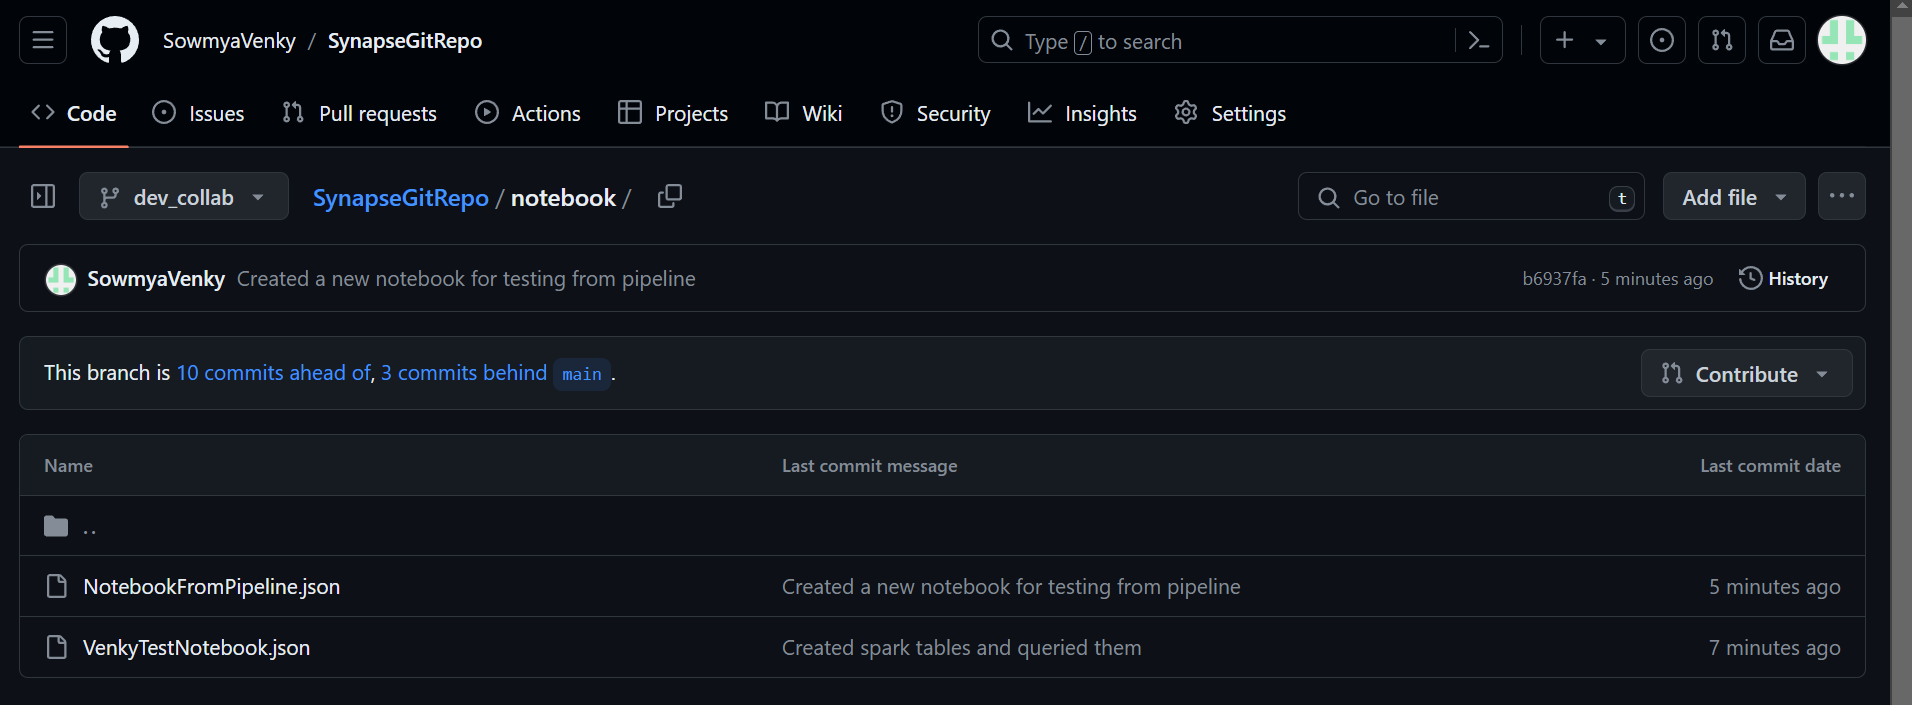 SowmyaVenky / SynapseGitRepo
Type / to search
Code Issues Pull requests Actions Projects Wiki Security Insights Settings
dev_collab SynapseGitRepo / notebook / Go to file t Add file
SowmyaVenky Created a new notebook for testing from pipeline b6937fa · 5 minutes ago History
This branch is 10 commits ahead of, 3 commits behind main. Contribute
Name Last commit message Last commit date
..
NotebookFromPipeline.json Created a new notebook for testing from pipeline 5 minutes ago
VenkyTestNotebook.json Created spark tables and queried them 7 minutes ago